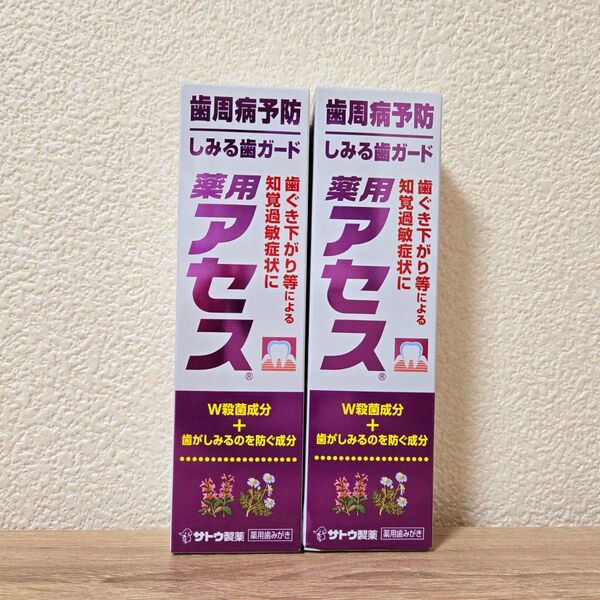 歯周病予防
しみる歯ガード
薬用
アセス®
歯ぐき下がり等による
知覚過敏症状に
W殺菌成分
+
歯がしみるのを防ぐ成分
サトウ製薬
薬用歯みがき
歯周病予防
しみる歯ガード
薬用
アセス®
歯ぐき下がり等による
知覚過敏症状に
W殺菌成分
+
歯がしみるのを防ぐ成分
サトウ製薬
薬用歯みがき